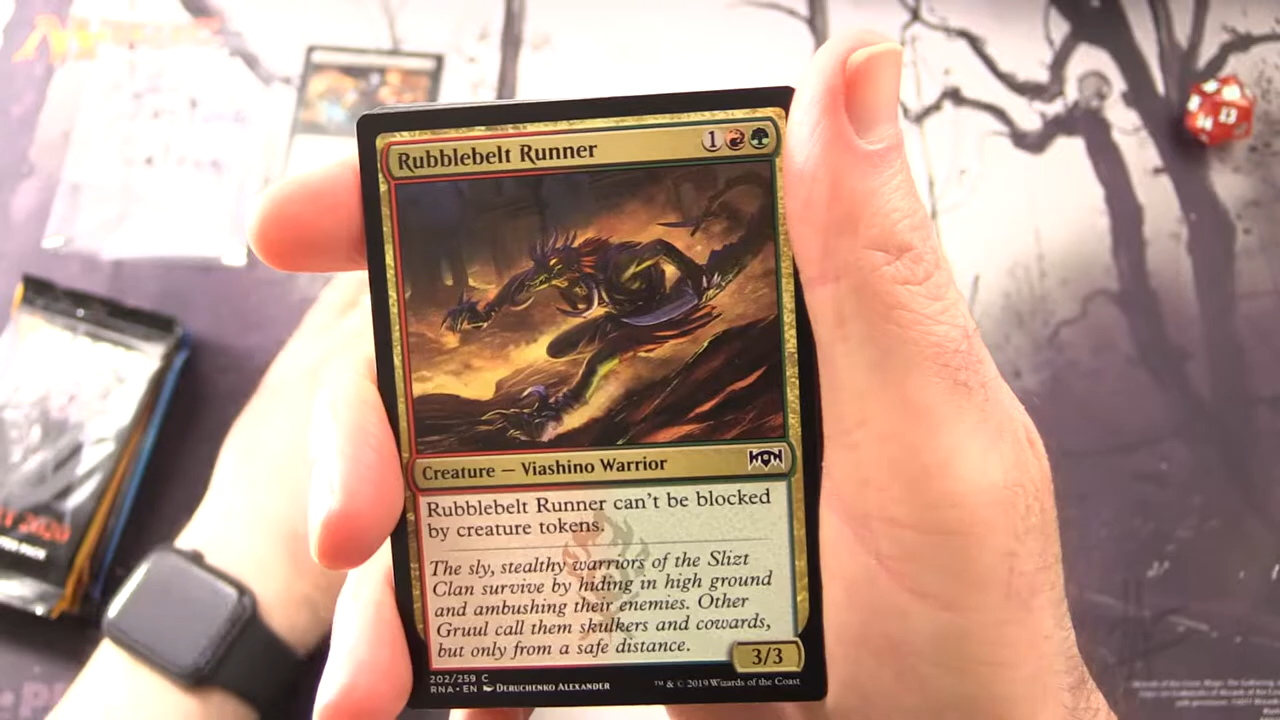 Rubblebelt Runner
1
Creature — Viashino Warrior
Rubblebelt Runner can't be blocked
by creature tokens.
The sly, stealthy warriors of the Slizt
Clan survive by hiding in high ground
and ambushing their enemies. Other
Gruul call them skulkers and cowards,
but only from a safe distance.
3/3
202/259 C
RNA • EN Deruchenko Alexander
™ & © 2019 Wizards of the Coast
2020
13
14